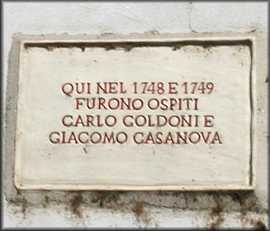 QUI NEL 1748 E 1749
FURONO OSPITI
CARLO GOLDONI E
GIACOMO CASANOVA